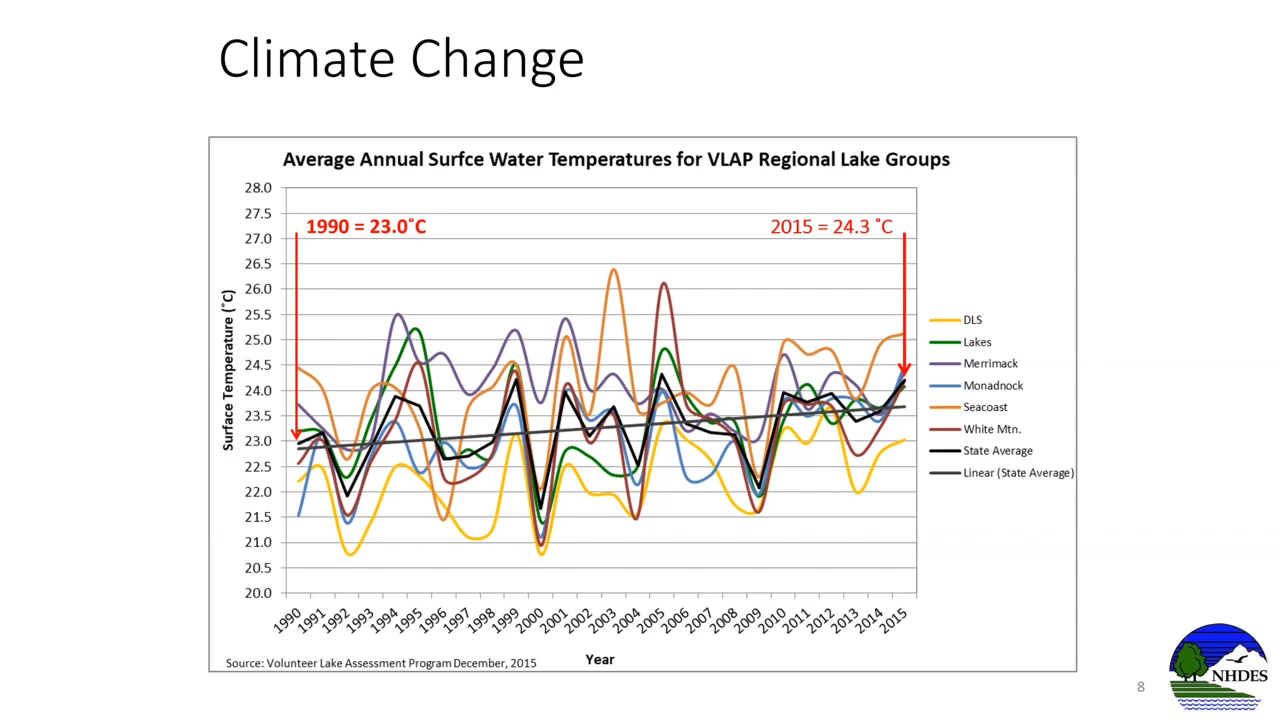 Climate Change
Average Annual Surfce Water Temperatures for VLAP Regional Lake Groups
28.0
27.5
27.0
26.5
26.0
25.5
25.0
24.5
24.0
23.5
23.0
22.5
22.0
21.5
21.0
20.5
20.0
Surface Temperature (˚C)
1990 = 23.0˚C
2015 = 24.3 ˚C
DLS
Lakes
Merrimack
Monadnock
Seacoast
White Mtn.
State Average
Linear (State Average)
1990 1991 1992 1993 1994 1995 1996 1997 1998 1999 2000 2001 2002 2003 2004 2005 2006 2007 2008 2009 2010 2011 2012 2013 2014 2015
Year
Source: Volunteer Lake Assessment Program December, 2015
8
NHDES